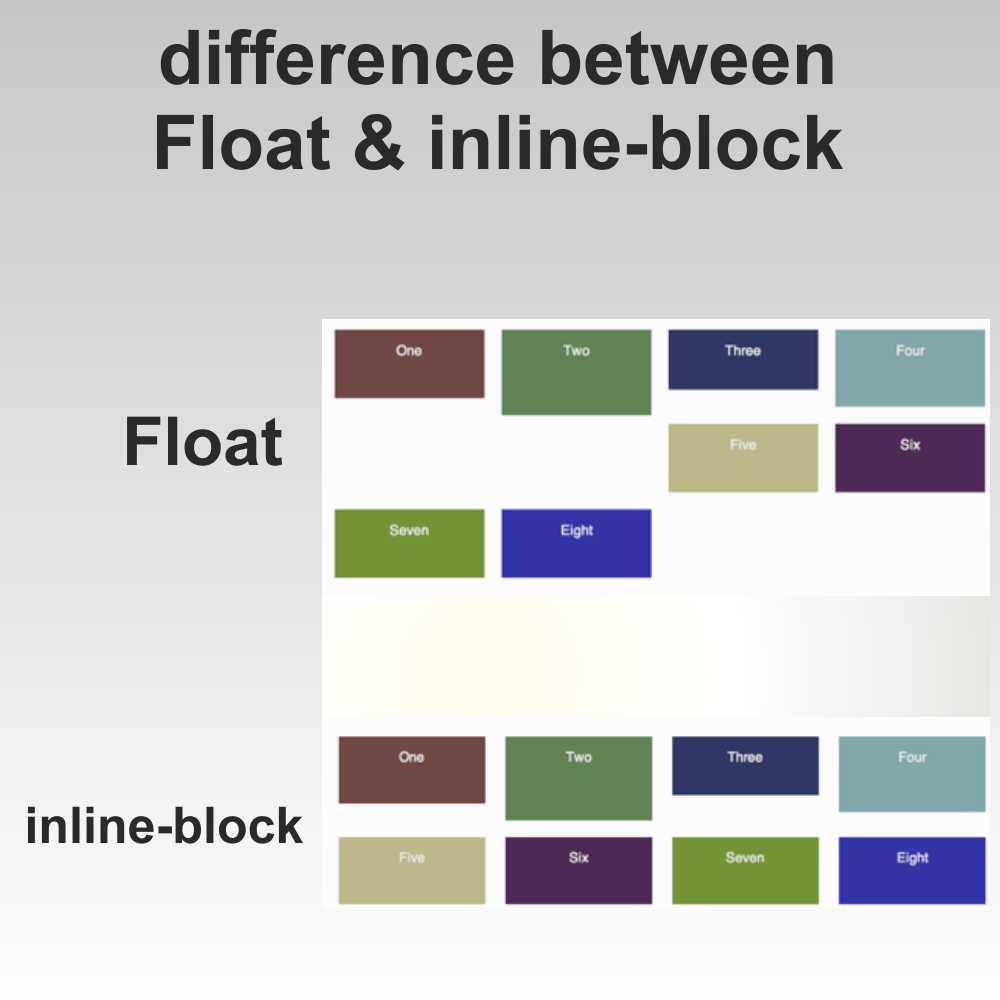 difference between
Float & inline-block
One Two Three Four
Float
Five Six
Seven Eight
One Two Three Four
inline-block
Five Six Seven Eight